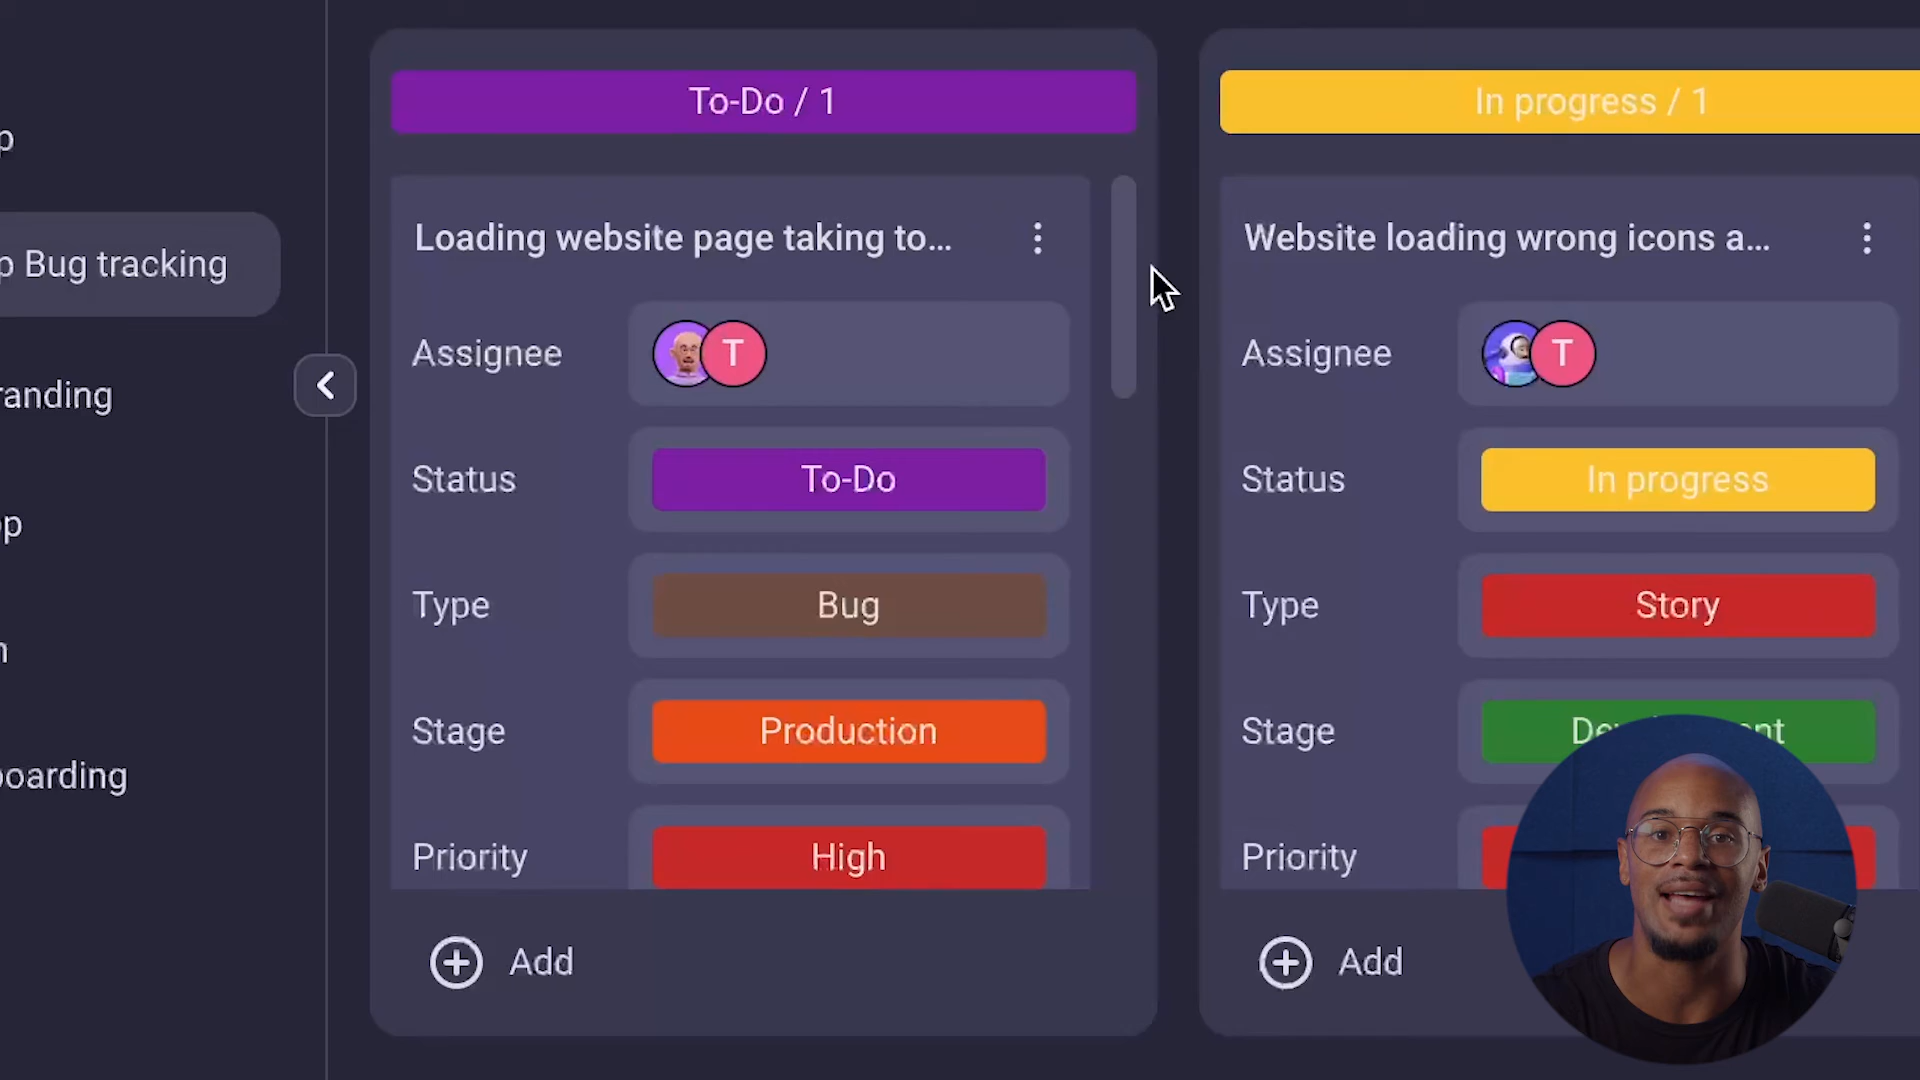 p
p Bug tracking
randing
op
n
boarding
To-Do / 1
Loading website page taking to...
Assignee
T
Status
To-Do
Type
Bug
Stage
Production
Priority
High
Add
In progress / 1
Website loading wrong icons a...
Assignee
T
Status
In progress
Type
Story
Stage
Priority
Add